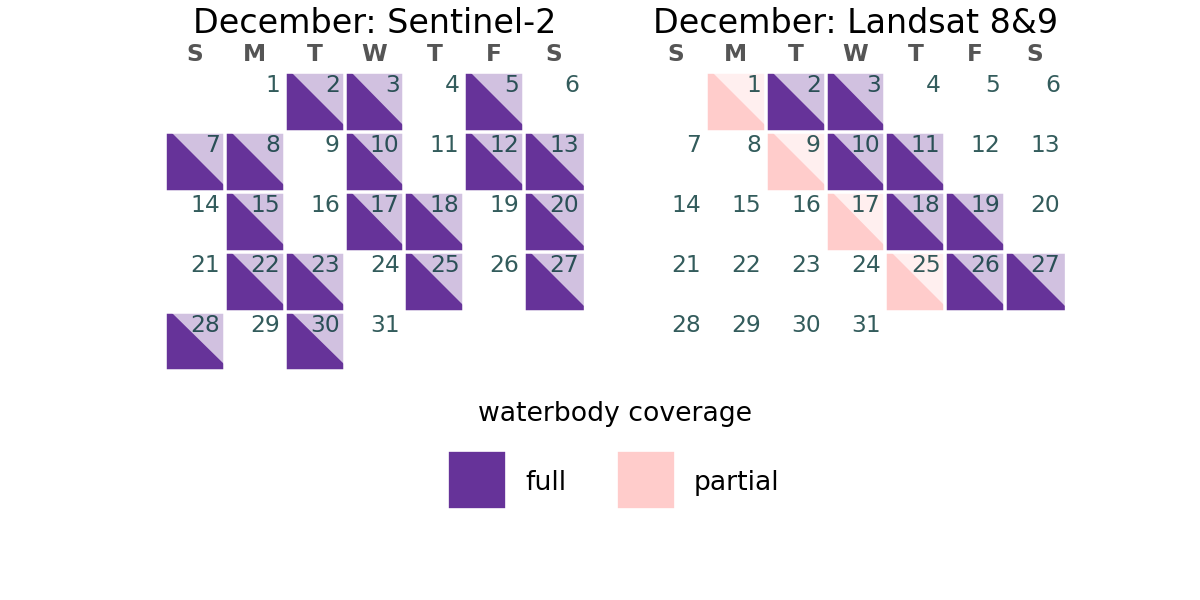 December: Sentinel-2
S M T W T F S
1 2 3 4 5 6
7 8 9 10 11 12 13
14 15 16 17 18 19 20
21 22 23 24 25 26 27
28 29 30 31
December: Landsat 8&9
S M T W T F S
1 2 3 4 5 6
7 8 9 10 11 12 13
14 15 16 17 18 19 20
21 22 23 24 25 26 27
28 29 30 31
waterbody coverage
full partial